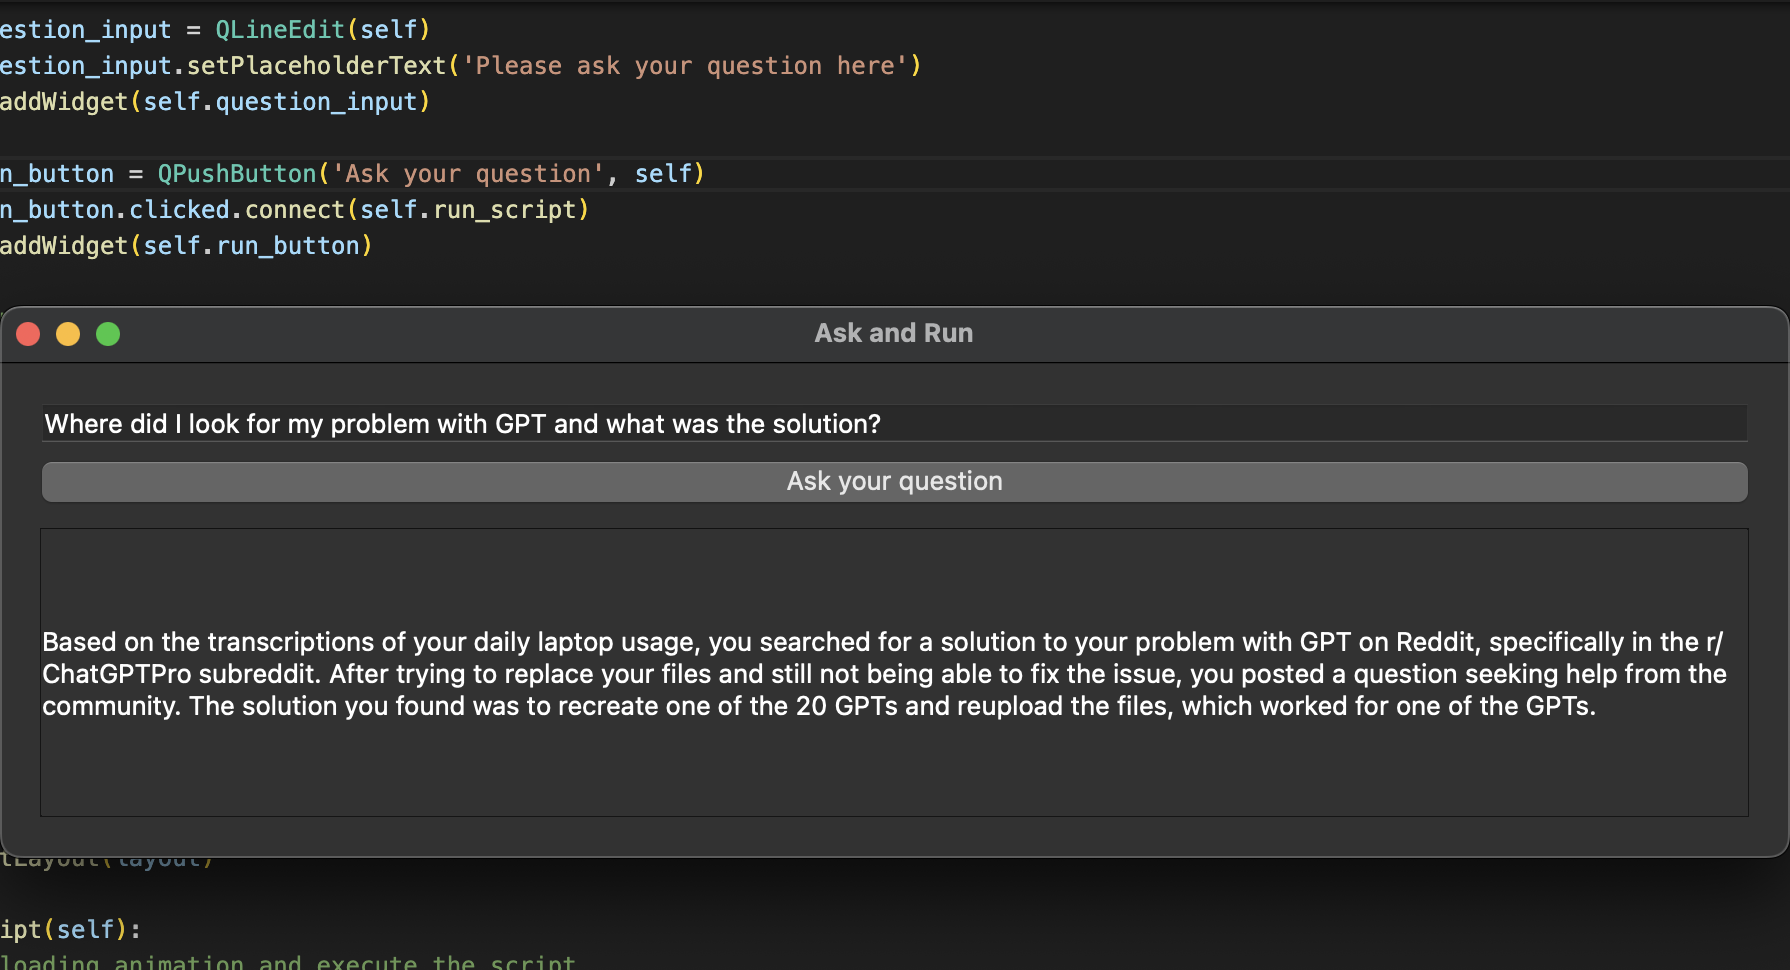 estion_input = QLineEdit(self)
estion_input.setPlaceholderText('Please ask your question here')
addWidget(self.question_input)
n_button = QPushButton('Ask your question', self)
n_button.clicked.connect(self.run_script)
addWidget(self.run_button)
Ask and Run
Where did I look for my problem with GPT and what was the solution?
Ask your question
Based on the transcriptions of your daily laptop usage, you searched for a solution to your problem with GPT on Reddit, specifically in the r/
ChatGPTPro subreddit. After trying to replace your files and still not being able to fix the issue, you posted a question seeking help from the
community. The solution you found was to recreate one of the 20 GPTs and reupload the files, which worked for one of the GPTs.
tLayout(layout)
ipt(self):
loading animation and execute the script